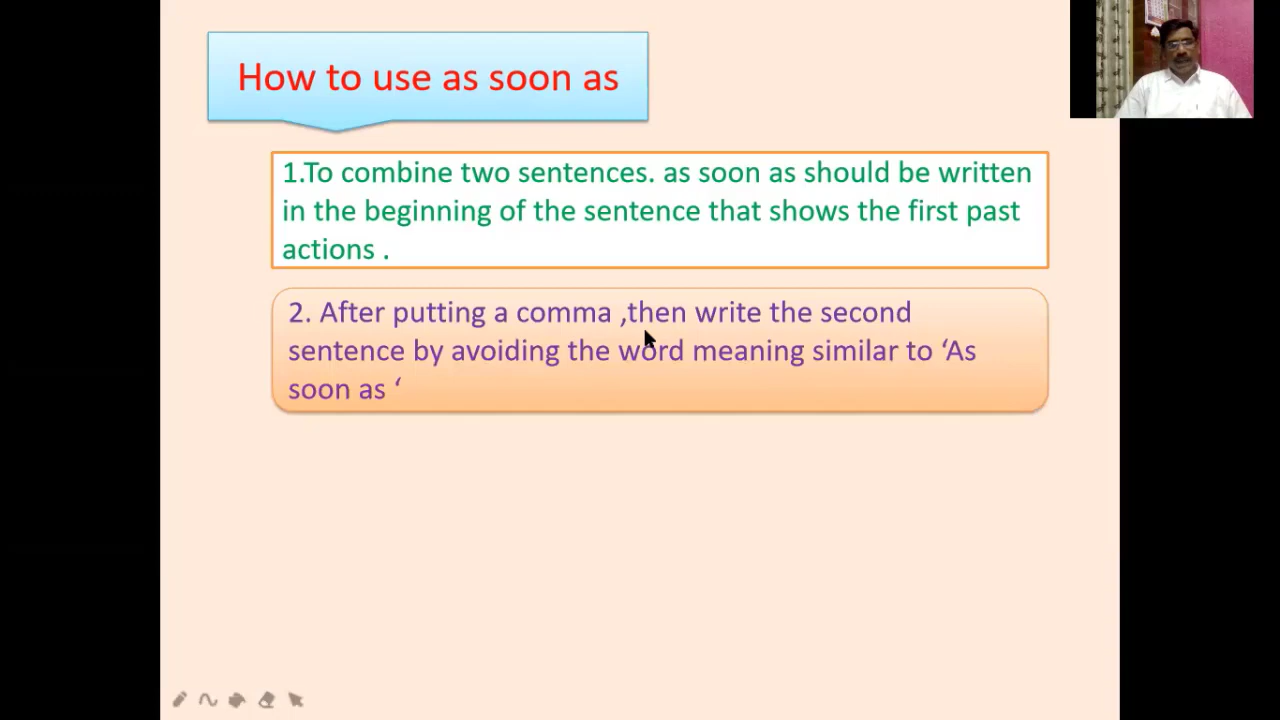 How to use as soon as
1.To combine two sentences. as soon as should be written
in the beginning of the sentence that shows the first past
actions .
2. After putting a comma ,then write the second
sentence by avoiding the word meaning similar to ‘As
soon as ‘